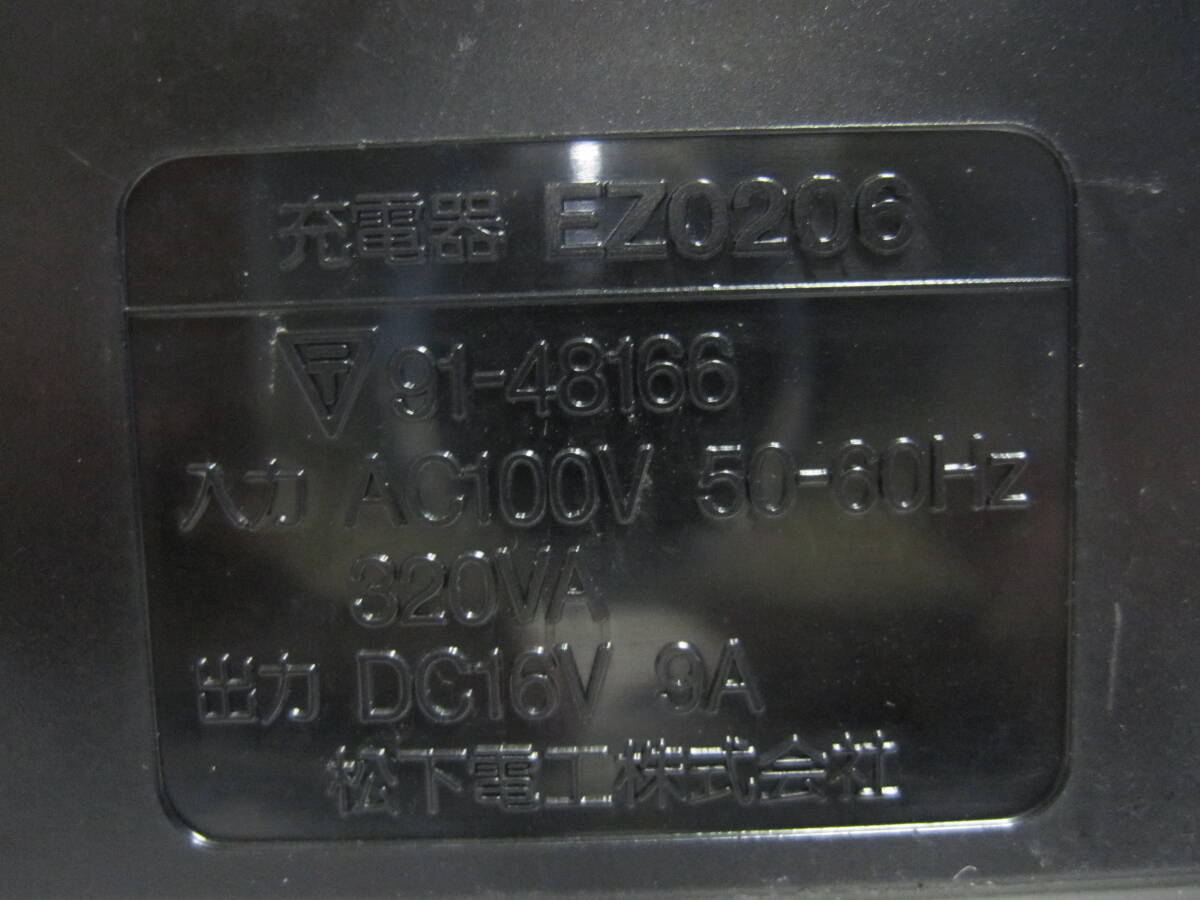 充電器 EZ0206
91-48166
入力 AC100V 50-60Hz
320VA
出力 DC16V 9A
松下電工株式会社